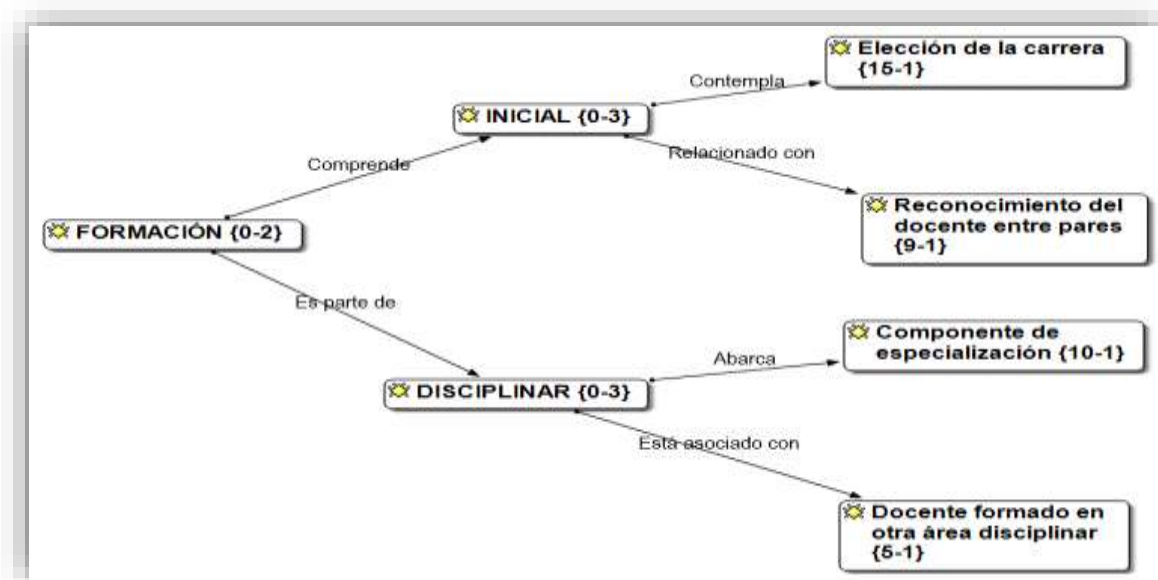 Elección de la carrera
{15-1}
Contempla
INICIAL {0-3}
Relacionado con
Comprende
Reconocimiento del
docente entre pares
{9-1}
FORMACIÓN {0-2}
Es parte de
Componente de
especialización {10-1}
Abarca
DISCIPLINAR {0-3}
Está asociado con
Docente formado en
otra área disciplinar
{5-1}